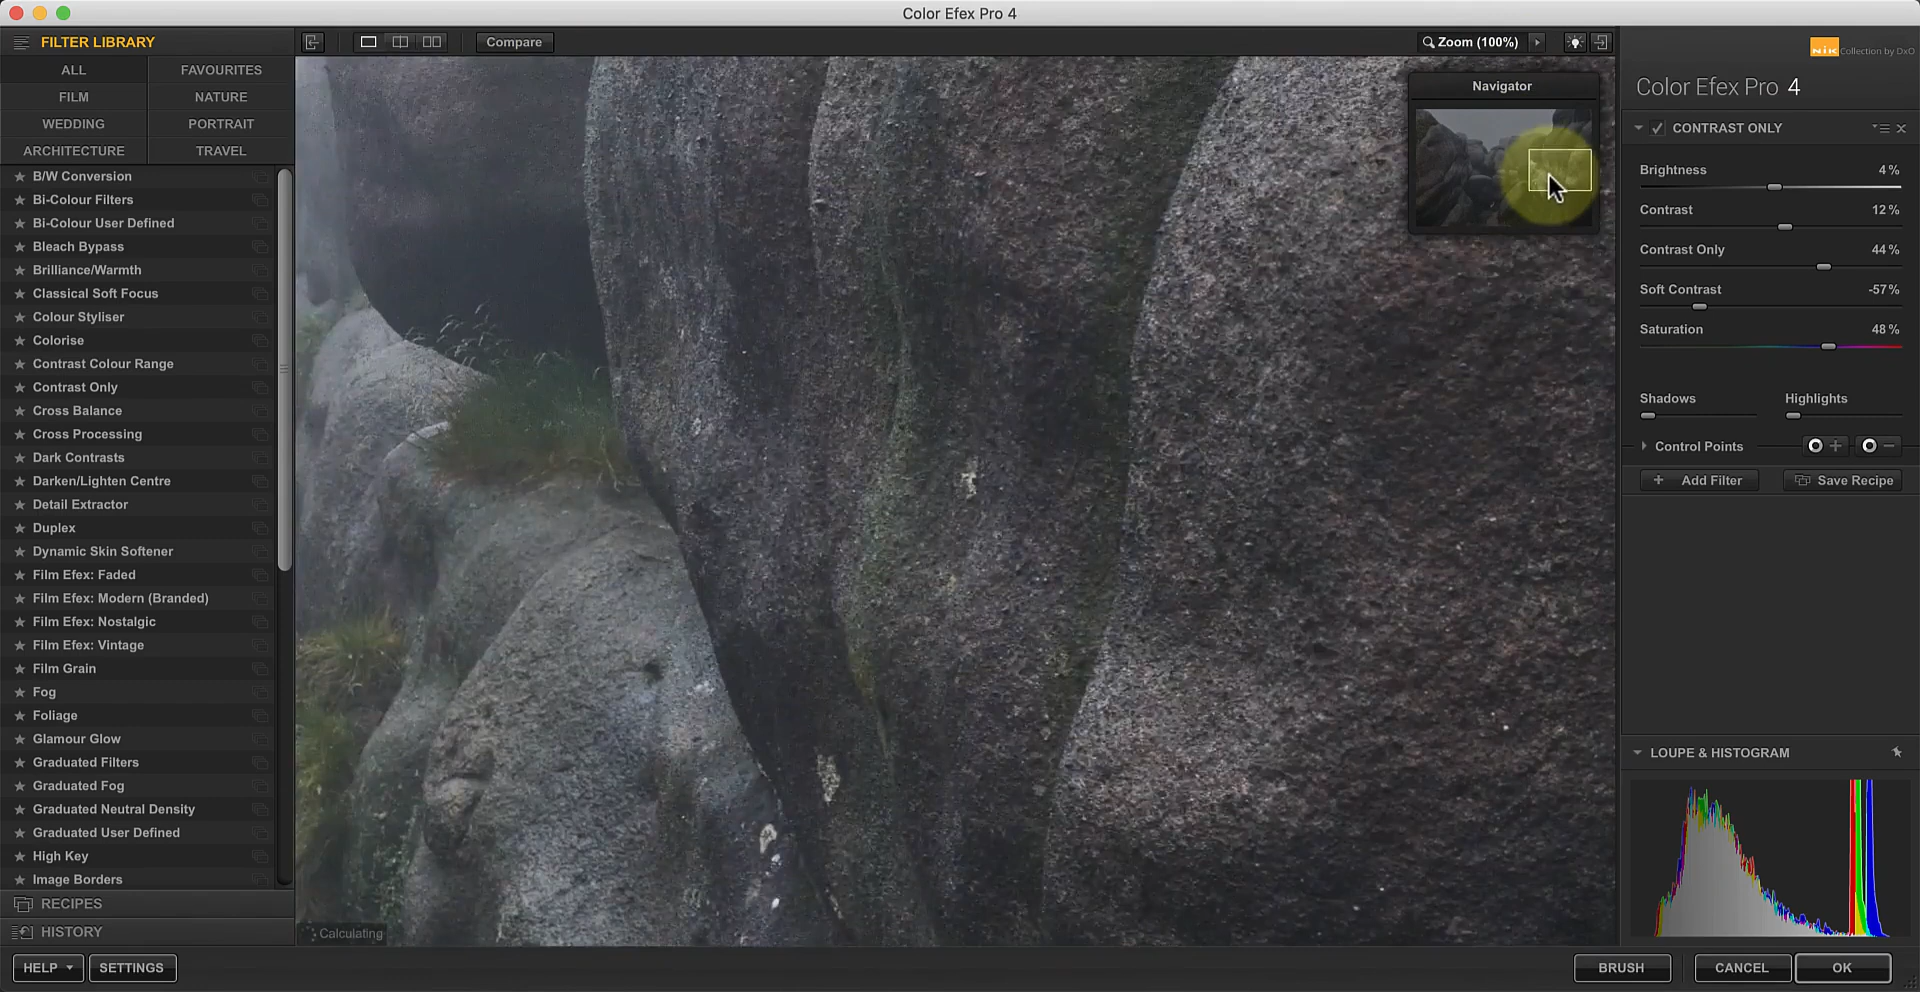 Color Efex Pro 4
FILTER LIBRARY
Compare
Zoom (100%)
Nik Collection by DxO
ALL
FAVOURITES
FILM
NATURE
WEDDING
PORTRAIT
ARCHITECTURE
TRAVEL
B/W Conversion
Bi-Colour Filters
Bi-Colour User Defined
Bleach Bypass
Brilliance/Warmth
Classical Soft Focus
Colour Styliser
Colorise
Contrast Colour Range
Contrast Only
Cross Balance
Cross Processing
Dark Contrasts
Darken/Lighten Centre
Detail Extractor
Duplex
Dynamic Skin Softener
Film Efex: Faded
Film Efex: Modern (Branded)
Film Efex: Nostalgic
Film Efex: Vintage
Film Grain
Fog
Foliage
Glamour Glow
Graduated Filters
Graduated Fog
Graduated Neutral Density
Graduated User Defined
High Key
Image Borders
RECIPES
HISTORY
HELP
SETTINGS
Navigator
Calculating
Color Efex Pro 4
CONTRAST ONLY
Brightness 4%
Contrast 12%
Contrast Only 44%
Soft Contrast -57%
Saturation 48%
Shadows
Highlights
Control Points
Add Filter
Save Recipe
LOUPE & HISTOGRAM
BRUSH
CANCEL
OK